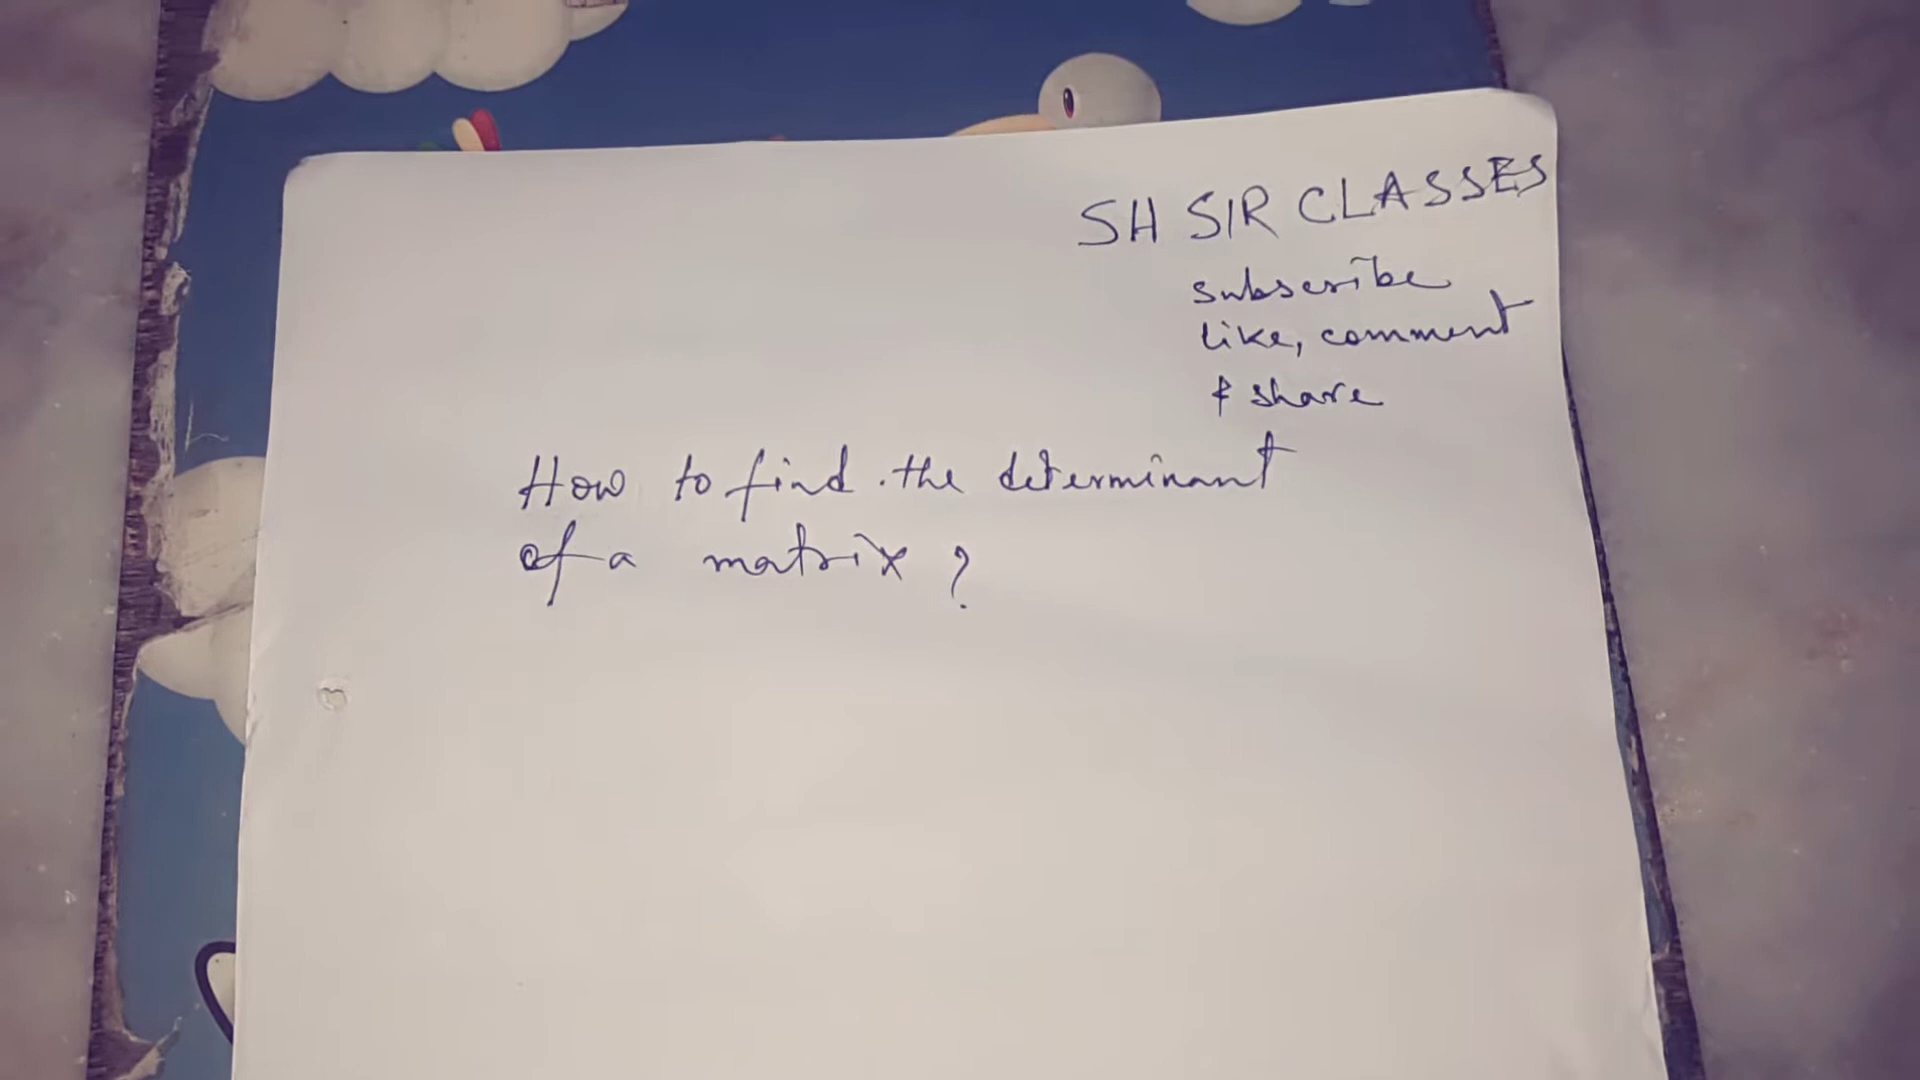 SH SIR CLASSES
subscribe
like, comment
& share
How to find the determinant
of a matrix ?